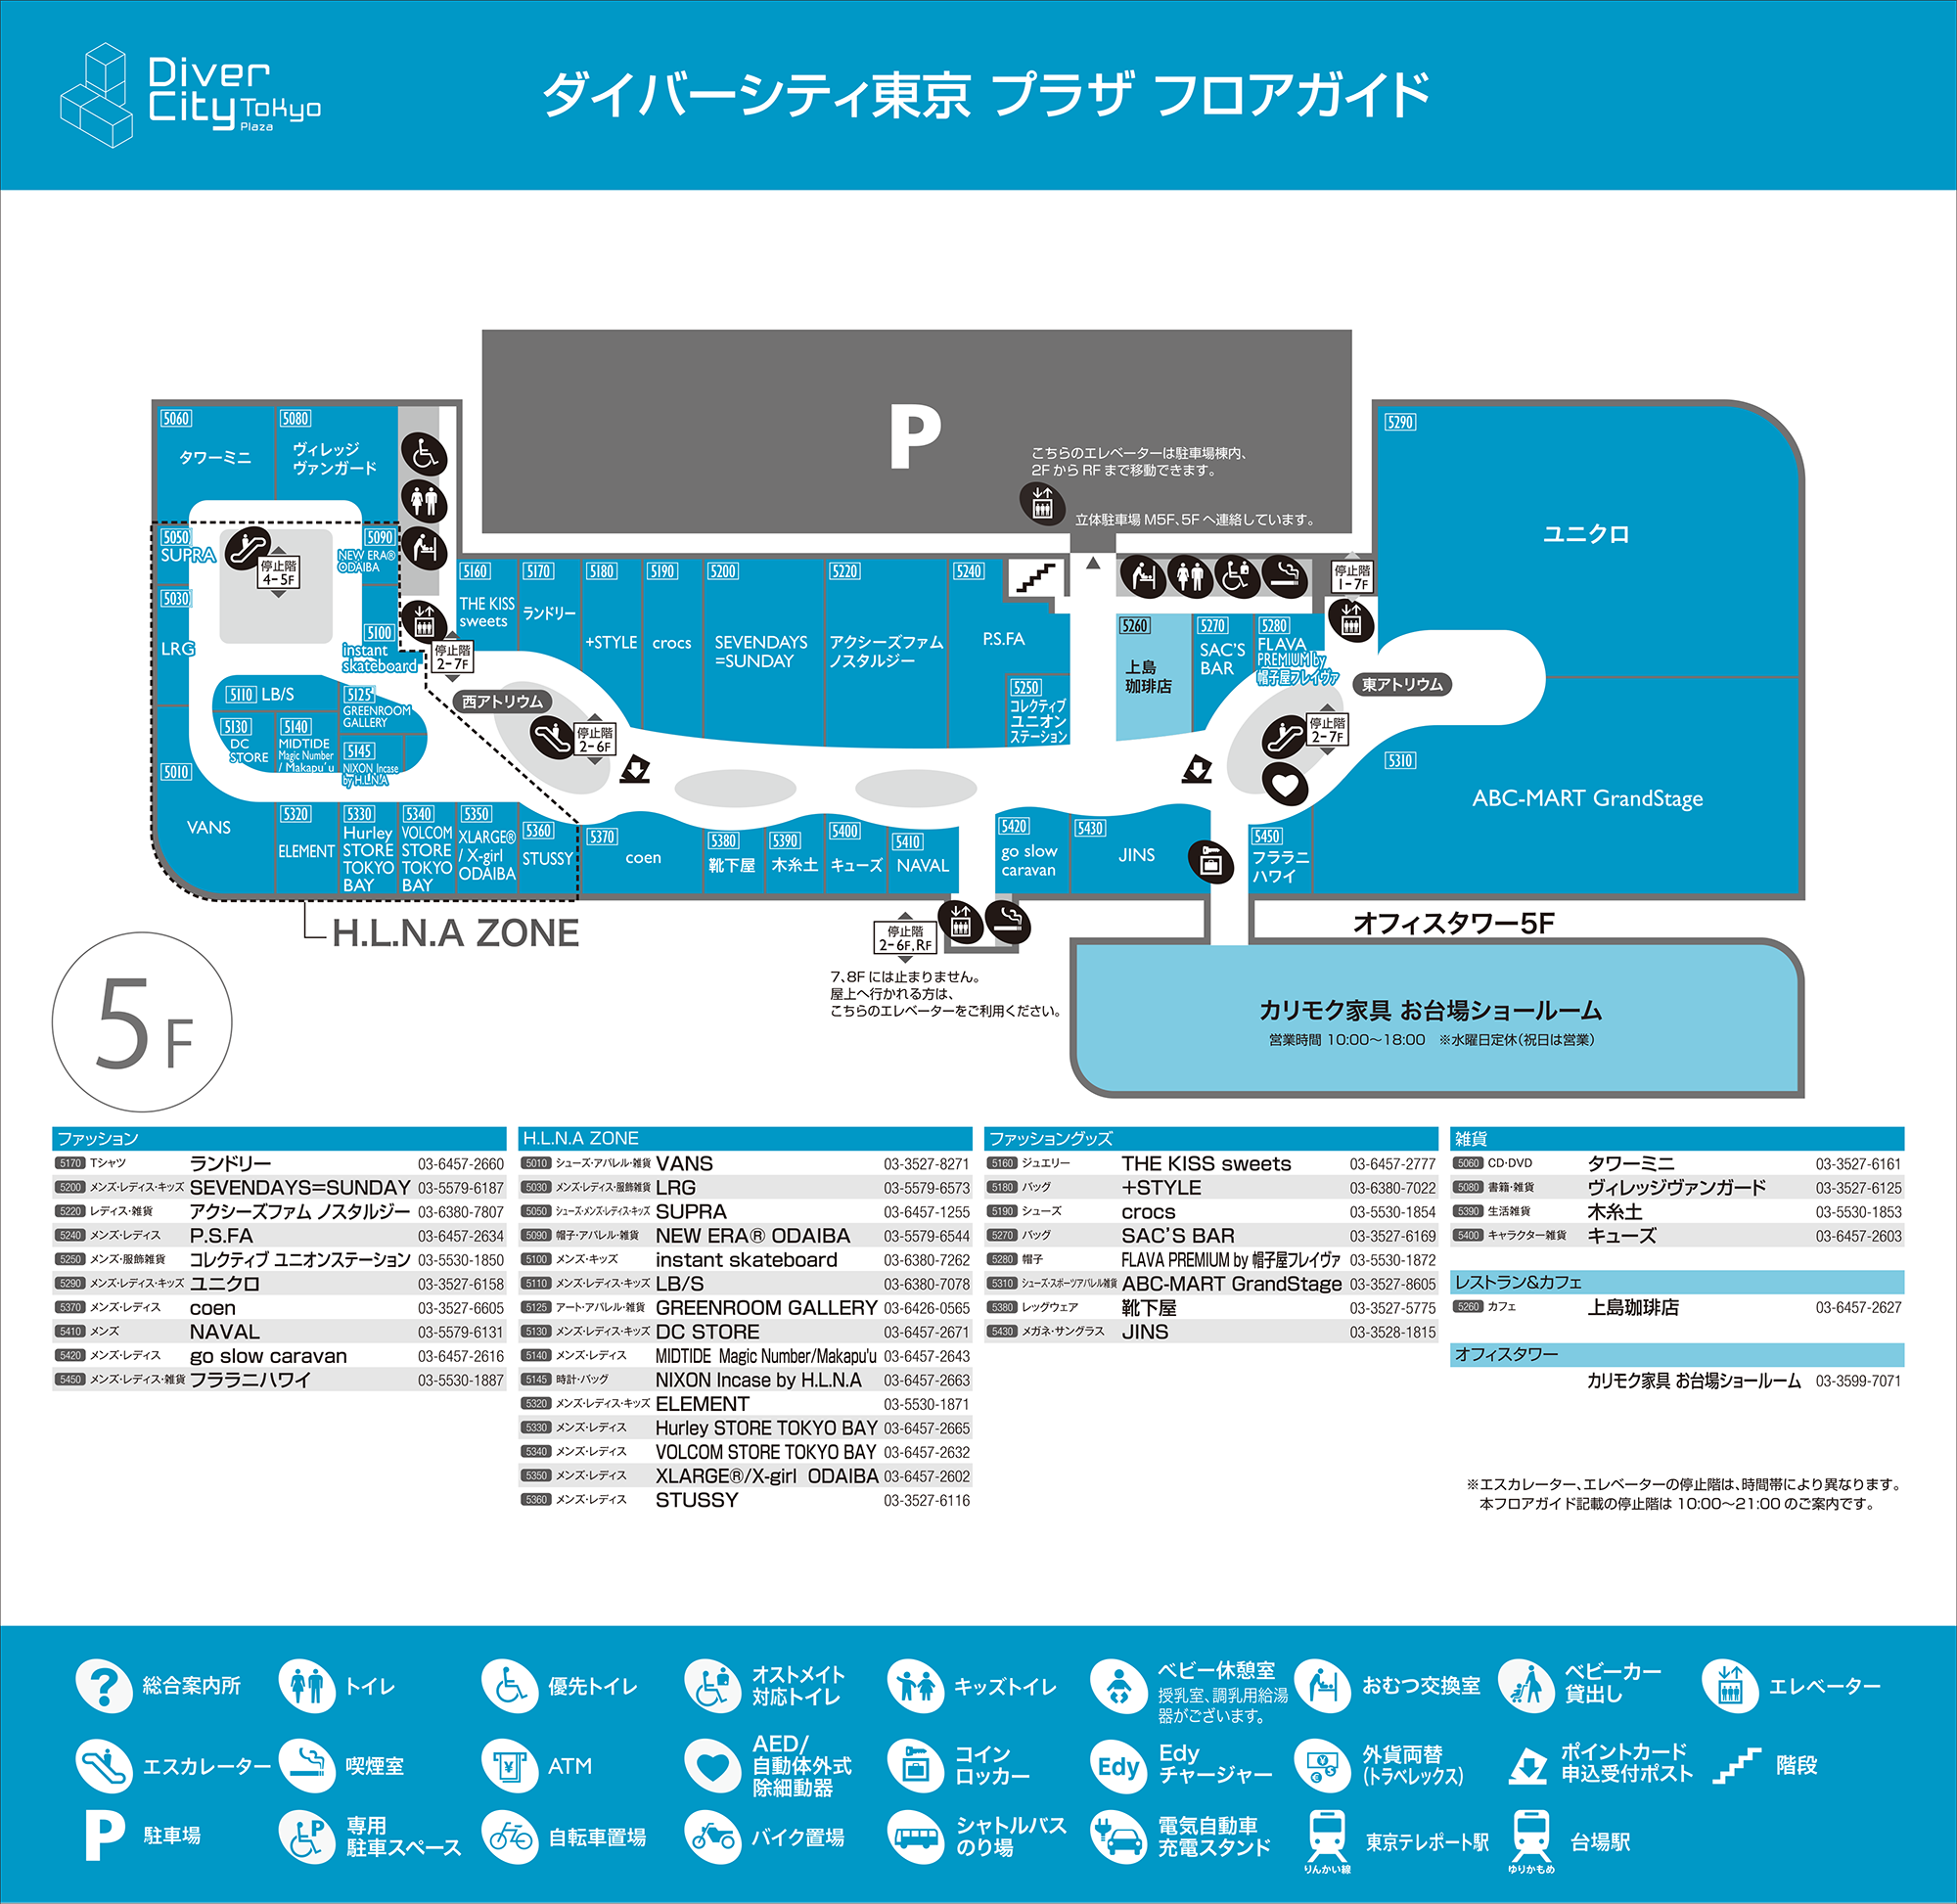 Diver
City Tokyo
Plaza
ダイバーシティ東京 プラザ フロアガイド
P
こちらのエレベーターは駐車場棟内、
2FからRFまで移動できます。
立体駐車場M5F、5Fへ連絡しています。
5060
タワーミニ
5080
ヴィレッジ
ヴァンガード
5050
SUPRA
停止階
4-5F
5090
NEW ERA®
ODAIBA
5030
LRG
5100
instant
skateboard
停止階
2-7F
5110 LB/S
5125
GREENROOM
GALLERY
5130
DC
STORE
5140
MIDTIDE
Magic Number
/ Makapu'u
5145
NIXON Incase
by H.L.N.A
5010
VANS
5160
THE KISS
sweets
5170
ランドリー
5180
+STYLE
5190
crocs
5200
SEVENDAYS
=SUNDAY
5220
アクシーズファム
ノスタルジー
5240
P.S.FA
5250
コレクティブ
ユニオン
ステーション
5260
上島
珈琲店
5270
SAC'S
BAR
5280
FLAVA
PREMIUM by
帽子屋フレイヴァ
停止階
1-7F
5290
ユニクロ
西アトリウム
停止階
2-6F
東アトリウム
停止階
2-7F
5310
ABC-MART GrandStage
5320
ELEMENT
5330
Hurley
STORE
TOKYO
BAY
5340
VOLCOM
STORE
TOKYO
BAY
5350
XLARGE®
/ X-girl
ODAIBA
5360
STUSSY
5370
coen
5380
靴下屋
5390
木糸土
5400
キューズ
5410
NAVAL
5420
go slow
caravan
5430
JINS
5450
フララニ
ハワイ
H.L.N.A ZONE
停止階
2-6F,RF
7、8Fには止まりません。
屋上へ行かれる方は、
こちらのエレベーターをご利用ください。
オフィスタワー5F
カリモク家具 お台場ショールーム
営業時間 10:00～18:00 ※水曜日定休(祝日は営業)
5F
ファッション
5170 Tシャツ ランドリー 03-6457-2660
5200 メンズ・レディス・キッズ SEVENDAYS=SUNDAY 03-5579-6187
5220 レディス・雑貨 アクシーズファム ノスタルジー 03-6380-7807
5240 メンズ・レディス P.S.FA 03-6457-2634
5250 メンズ・服飾雑貨 コレクティブ ユニオンステーション 03-5530-1850
5290 メンズ・レディス・キッズ ユニクロ 03-3527-6158
5370 メンズ・レディス coen 03-3527-6605
5410 メンズ NAVAL 03-5579-6131
5420 メンズ・レディス go slow caravan 03-6457-2616
5450 メンズ・レディス・雑貨 フララニハワイ 03-5530-1887
H.L.N.A ZONE
5010 シューズ・アパレル・雑貨 VANS 03-3527-8271
5030 メンズ・レディス・服飾雑貨 LRG 03-5579-6573
5050 シューズ・メンズ・レディス・キッズ SUPRA 03-6457-1255
5090 帽子・アパレル・雑貨 NEW ERA® ODAIBA 03-5579-6544
5100 メンズ・キッズ instant skateboard 03-6380-7262
5110 メンズ・レディス・キッズ LB/S 03-6380-7078
5125 アート・アパレル・雑貨 GREENROOM GALLERY 03-6426-0565
5130 メンズ・レディス・キッズ DC STORE 03-6457-2671
5140 メンズ・レディス MIDTIDE Magic Number/Makapu'u 03-6457-2643
5145 時計・バッグ NIXON Incase by H.L.N.A 03-6457-2663
5320 メンズ・レディス・キッズ ELEMENT 03-5530-1871
5330 メンズ・レディス Hurley STORE TOKYO BAY 03-6457-2665
5340 メンズ・レディス VOLCOM STORE TOKYO BAY 03-6457-2632
5350 メンズ・レディス XLARGE®/X-girl ODAIBA 03-6457-2602
5360 メンズ・レディス STUSSY 03-3527-6116
ファッショングッズ
5160 ジュエリー THE KISS sweets 03-6457-2777
5180 バッグ +STYLE 03-6380-7022
5190 シューズ crocs 03-5530-1854
5270 バッグ SAC'S BAR 03-3527-6169
5280 帽子 FLAVA PREMIUM by 帽子屋フレイヴァ 03-5530-1872
5310 シューズ・スポーツアパレル雑貨 ABC-MART GrandStage 03-3527-8605
5380 レッグウェア 靴下屋 03-3527-5775
5430 メガネ・サングラス JINS 03-3528-1815
雑貨
5060 CD・DVD タワーミニ 03-3527-6161
5080 書籍・雑貨 ヴィレッジヴァンガード 03-3527-6125
5390 生活雑貨 木糸土 03-5530-1853
5400 キャラクター雑貨 キューズ 03-6457-2603
レストラン&カフェ
5260 カフェ 上島珈琲店 03-6457-2627
オフィスタワー
カリモク家具 お台場ショールーム 03-3599-7071
※エスカレーター、エレベーターの停止階は、時間帯により異なります。
本フロアガイド記載の停止階は 10:00～21:00 のご案内です。
?
総合案内所
トイレ
優先トイレ
オストメイト
対応トイレ
キッズトイレ
ベビー休憩室
授乳室、調乳用給湯
器がございます。
おむつ交換室
ベビーカー
貸出し
エレベーター
エスカレーター
喫煙室
¥
ATM
AED/
自動体外式
除細動器
コイン
ロッカー
Edy
Edy
チャージャー
外貨両替
(トラベレックス)
ポイントカード
申込受付ポスト
階段
P
駐車場
P
専用
駐車スペース
自転車置場
バイク置場
シャトルバス
のり場
電気自動車
充電スタンド
りんかい線
東京テレポート駅
ゆりかもめ
台場駅